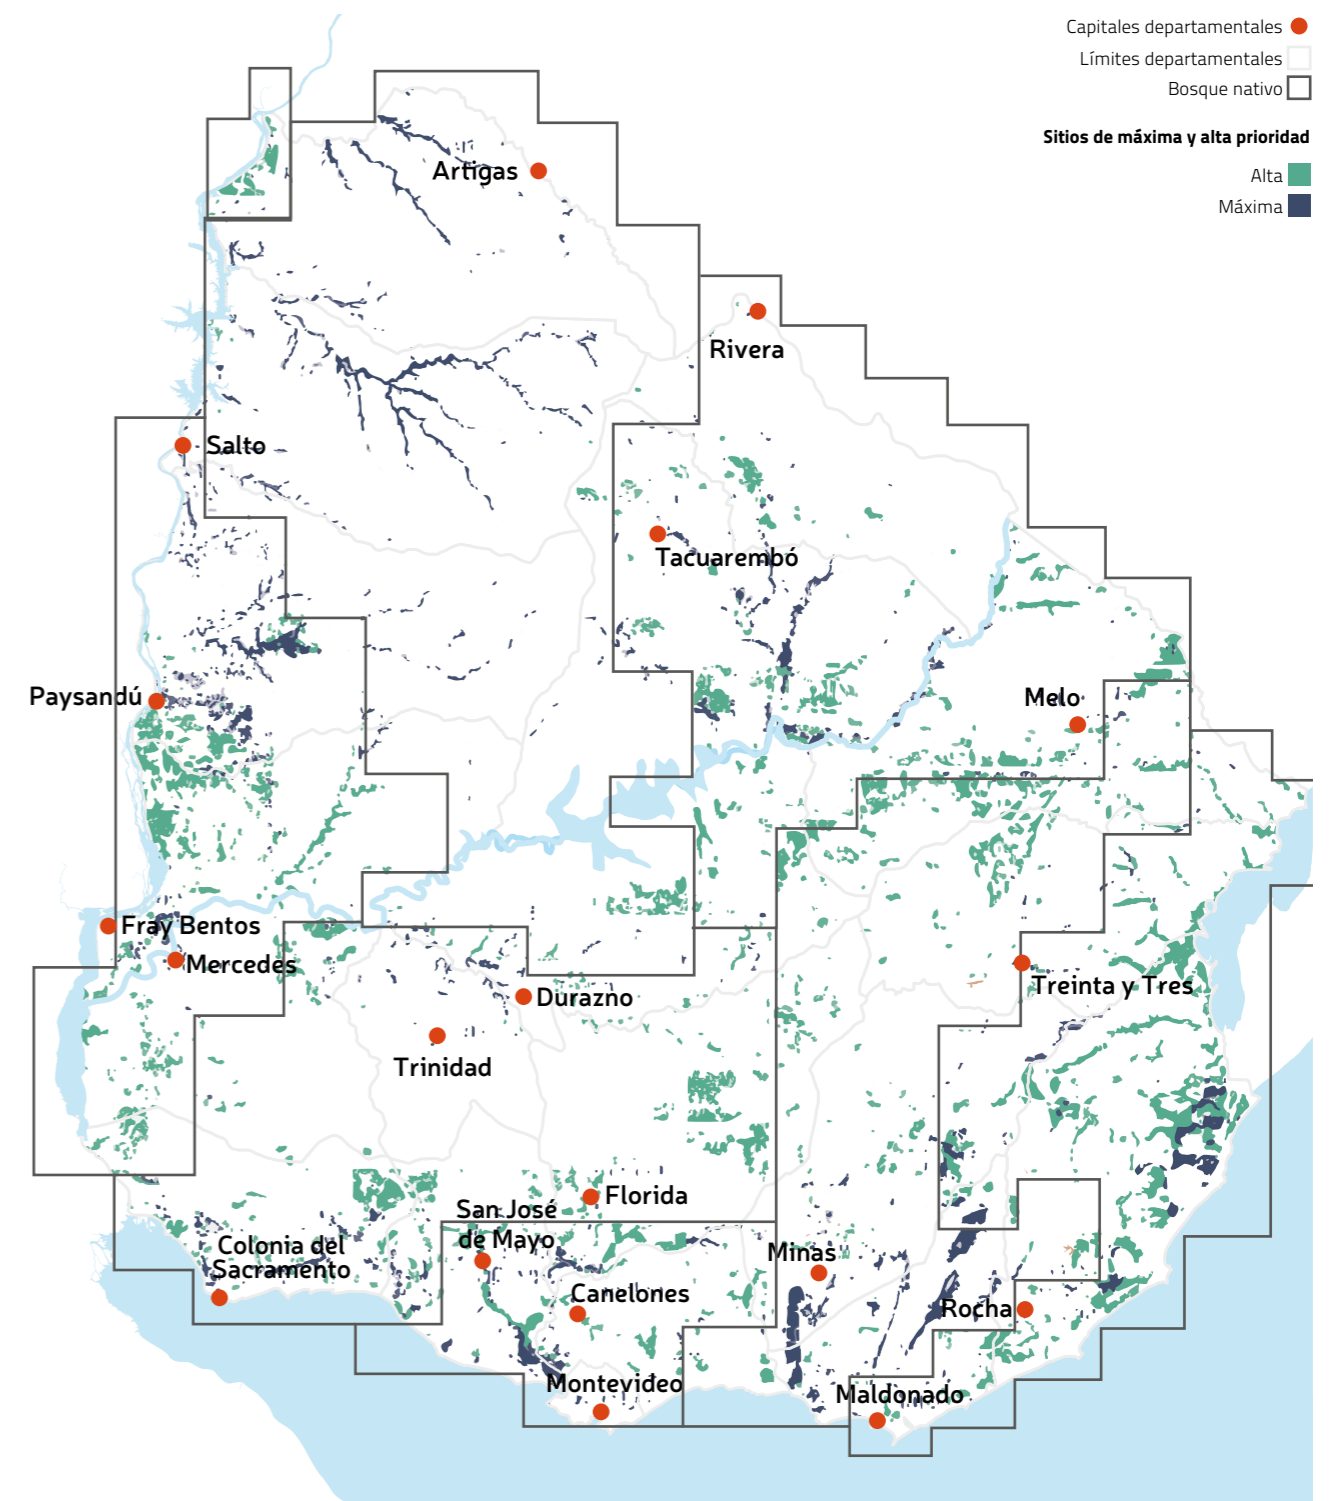 Capitales departamentales
Límites departamentales
Bosque nativo
Sitios de máxima y alta prioridad
Alta
Máxima
Artigas
Rivera
Salto
Tacuarembó
Paysandú
Melo
Fray Bentos
Mercedes
Durazno
Treinta y Tres
Trinidad
Florida
San José
de Mayo
Colonia del
Sacramento
Minas
Canelones
Rocha
Montevideo
Maldonado